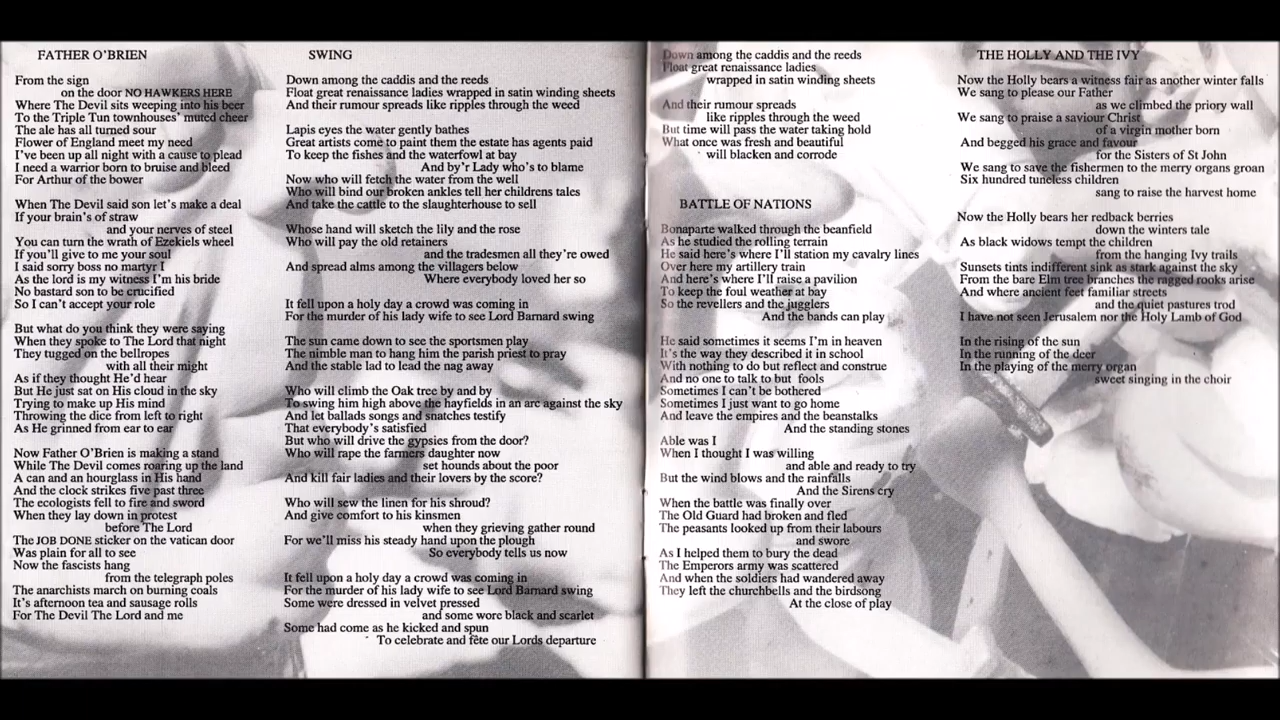 FATHER O'BRIEN
From the sign
on the door NO HAWKERS HERE
Where The Devil sits weeping into his beer
To the Triple Tun townhouses' muted cheer
The ale has all turned sour
Flower of England meet my need
I've been up all night with a cause to plead
I need a warrior born to bruise and bleed
For Arthur of the bower
When The Devil said son let's make a deal
If your brain's of straw
and your nerves of steel
You can turn the wrath of Ezekiels wheel
If you'll give to me your soul
I said sorry boss no martyr I
As the lord is my witness I'm his bride
No bastard son to be crucified
So I can't accept your role
But what do you think they were saying
When they spoke to The Lord that night
They tugged on the bellropes
with all their might
As if they thought He'd hear
But He just sat on His cloud in the sky
Trying to make up His mind
Throwing the dice from left to right
As He grinned from ear to ear
Now Father O'Brien is making a stand
While The Devil comes roaring up the land
A can and an hourglass in His hand
And the clock strikes five past three
The ecologists fell to fire and sword
When they lay down in protest
before The Lord
The JOB DONE sticker on the vatican door
Was plain for all to see
Now the fascists hang
from the telegraph poles
The anarchists march on burning coals
It's afternoon tea and sausage rolls
For The Devil The Lord and me
SWING
Down among the caddis and the reeds
Float great renaissance ladies wrapped in satin winding sheets
And their rumour spreads like ripples through the weed
Lapis eyes the water gently bathes
Great artists come to paint them the estate has agents paid
To keep the fishes and the waterfowl at bay
And by'r Lady who's to blame
Now who will fetch the water from the well
Who will bind our broken ankles tell her childrens tales
And take the cattle to the slaughterhouse to sell
Whose hand will sketch the lily and the rose
Who will pay the old retainers
and the tradesmen all they're owed
And spread alms among the villagers below
Where everybody loved her so
It fell upon a holy day a crowd was coming in
For the murder of his lady wife to see Lord Barnard swing
The sun came down to see the sportsmen play
The nimble man to hang him the parish priest to pray
And the stable lad to lead the nag away
Who will climb the Oak tree by and by
To swing him high above the hayfields in an arc against the sky
And let ballads songs and snatches testify
That everybody's satisfied
But who will drive the gypsies from the door?
Who will rape the farmers daughter now
set hounds about the poor
And kill fair ladies and their lovers by the score?
Who will sew the linen for his shroud?
And give comfort to his kinsmen
when they grieving gather round
For we'll miss his steady hand upon the plough
So everybody tells us now
It fell upon a holy day a crowd was coming in
For the murder of his lady wife to see Lord Barnard swing
Some were dressed in velvet pressed
and some wore black and scarlet
Some had come as he kicked and spun
To celebrate and fête our Lords departure
Down among the caddis and the reeds
Float great renaissance ladies
wrapped in satin winding sheets
And their rumour spreads
like ripples through the weed
But time will pass the water taking hold
What once was fresh and beautiful
will blacken and corrode
BATTLE OF NATIONS
Bonaparte walked through the beanfield
As he studied the rolling terrain
He said here's where I'll station my cavalry lines
Over here my artillery train
And here's where I'll raise a pavilion
To keep the foul weather at bay
So the revellers and the jugglers
And the bands can play
He said sometimes it seems I'm in heaven
It's the way they described it in school
With nothing to do but reflect and construe
And no one to talk to but fools
Sometimes I can't be bothered
Sometimes I just want to go home
And leave the empires and the beanstalks
And the standing stones
Able was I
When I thought I was willing
and able and ready to try
But the wind blows and the rainfalls
And the Sirens cry
When the battle was finally over
The Old Guard had broken and fled
The peasants looked up from their labours
and swore
As I helped them to bury the dead
The Emperors army was scattered
And when the soldiers had wandered away
They left the churchbells and the birdsong
At the close of play
THE HOLLY AND THE IVY
Now the Holly bears a witness fair as another winter falls
We sang to please our Father
as we climbed the priory wall
We sang to praise a saviour Christ
of a virgin mother born
And begged his grace and favour
for the Sisters of St John
We sang to save the fishermen to the merry organs groan
Six hundred tuneless children
sang to raise the harvest home
Now the Holly bears her redback berries
down the winters tale
As black widows tempt the children
from the hanging Ivy trails
Sunsets tints indifferent sink as stark against the sky
From the bare Elm tree branches the ragged rooks arise
And where ancient feet familiar streets
and the quiet pastures trod
I have not seen Jerusalem nor the Holy Lamb of God
In the rising of the sun
In the running of the deer
In the playing of the merry organ
sweet singing in the choir